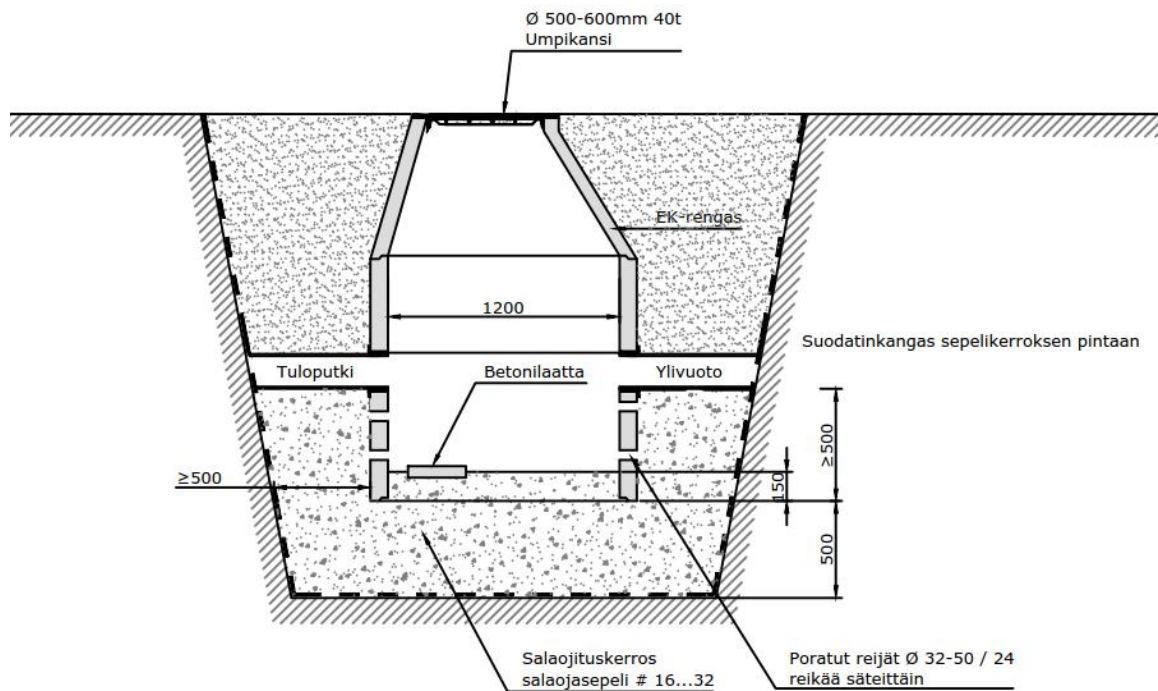 Ø 500-600mm 40t
Umpikansi
EK-rengas
1200
Suodatinkangas sepelikerroksen pintaan
Tuloputki
Betonilaatta
Ylivuoto
≥500
≥500
150
500
Salaojituskerros
salaojasepeli # 16...32
Poratut reijät Ø 32-50 / 24
reikää säteittäin